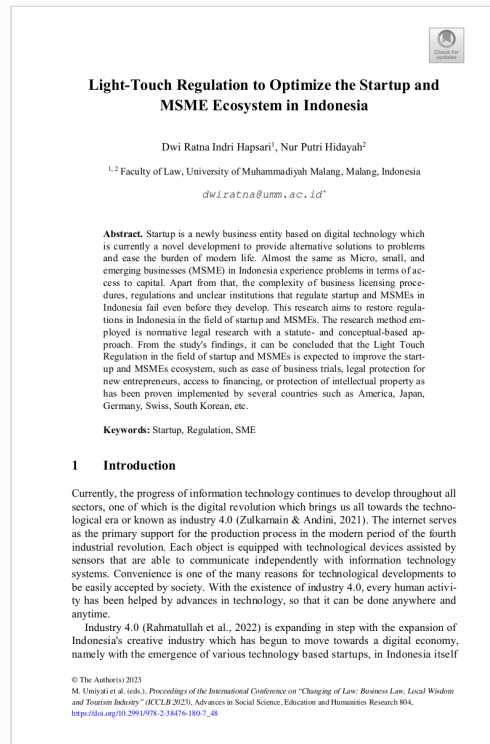 Check for
updates
Light-Touch Regulation to Optimize the Startup and
MSME Ecosystem in Indonesia
Dwi Ratna Indri Hapsari1, Nur Putri Hidayah2
1, 2 Faculty of Law, University of Muhammadiyah Malang, Malang, Indonesia
dwiratna@umm.ac.id*
Abstract. Startup is a newly business entity based on digital technology which
is currently a novel development to provide alternative solutions to problems
and ease the burden of modern life. Almost the same as Micro, small, and
emerging businesses (MSME) in Indonesia experience problems in terms of ac-
cess to capital. Apart from that, the complexity of business licensing proce-
dures, regulations and unclear institutions that regulate startup and MSMEs in
Indonesia fail even before they develop. This research aims to restore regula-
tions in Indonesia in the field of startup and MSMEs. The research method em-
ployed is normative legal research with a statute- and conceptual-based ap-
proach. From the study's findings, it can be concluded that the Light Touch
Regulation in the field of startup and MSMEs is expected to improve the start-
up and MSMEs ecosystem, such as ease of business trials, legal protection for
new entrepreneurs, access to financing, or protection of intellectual property as
has been proven implemented by several countries such as America, Japan,
Germany, Swiss, South Korean, etc.
Keywords: Startup, Regulation, SME
1 Introduction
Currently, the progress of information technology continues to develop throughout all
sectors, one of which is the digital revolution which brings us all towards the techno-
logical era or known as industry 4.0 (Zulkarnain & Andini, 2021). The internet serves
as the primary support for the production process in the modern period of the fourth
industrial revolution. Each object is equipped with technological devices assisted by
sensors that are able to communicate independently with information technology
systems. Convenience is one of the many reasons for technological developments to
be easily accepted by society. With the existence of industry 4.0, every human activi-
ty has been helped by advances in technology, so that it can be done anywhere and
anytime.
Industry 4.0 (Rahmatullah et al., 2022) is expanding in step with the expansion of
Indonesia's creative industry which has begun to move towards a digital economy,
namely with the emergence of various technology based startups, in Indonesia itself
© The Author(s) 2023
M. Umiyati et al. (eds.), Proceedings of the International Conference on "Changing of Law: Business Law, Local Wisdom
and Tourism Industry" (ICCLB 2023), Advances in Social Science, Education and Humanities Research 804,
https://doi.org/10.2991/978-2-38476-180-7_48